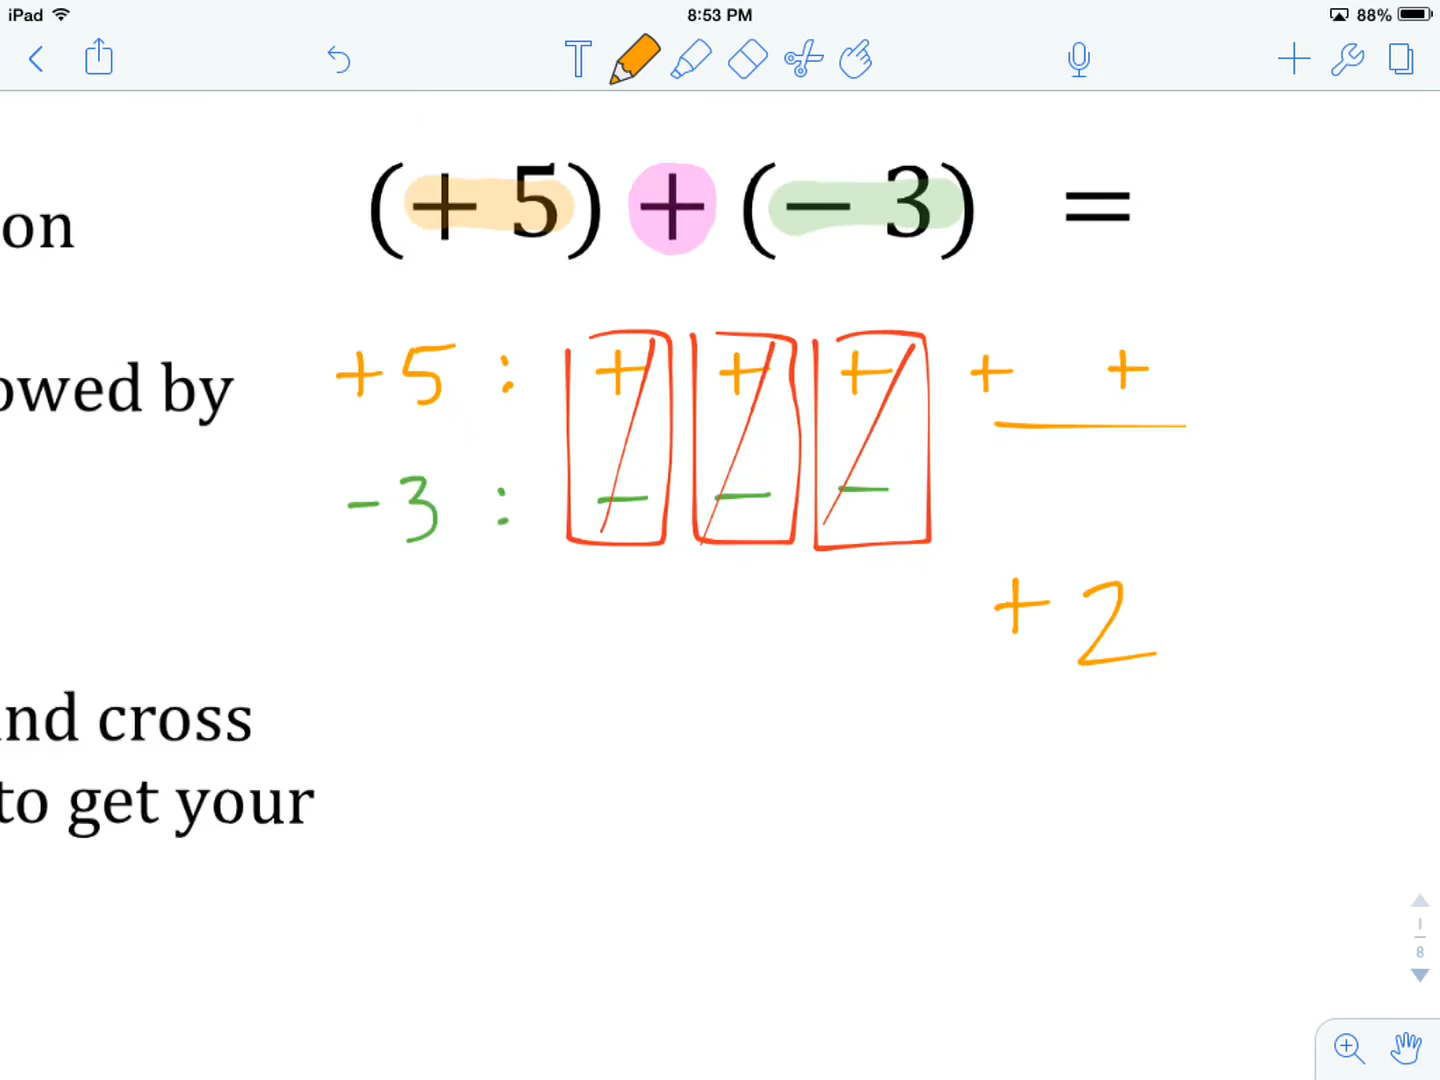 iPad 8:53 PM 88%
T
(+ 5) + (− 3) =
on
+5 : + + + + +
owed by
-3 : - - -
+2
nd cross
to get your
1
8